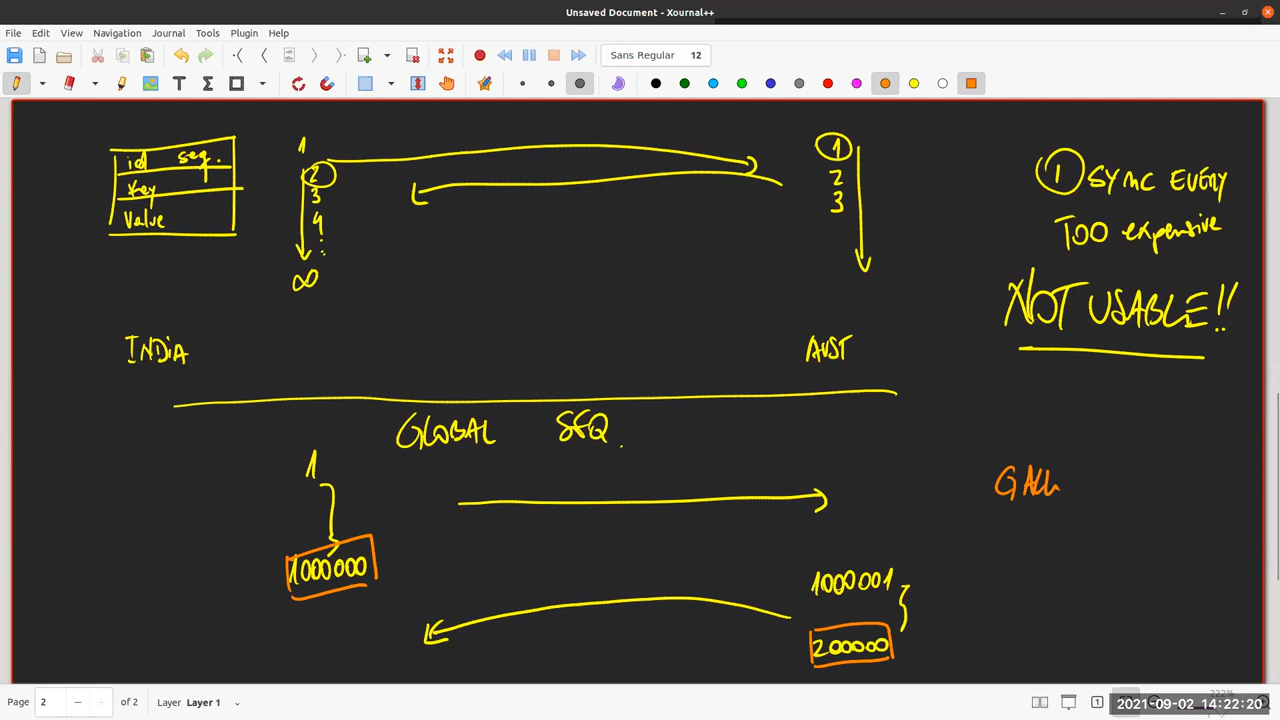 Unsaved Document - Xournal++
File Edit View Navigation Journal Tools Plugin Help
Sans Regular 12
id seq.
Key
Value
1
2
3
4
∞
1
2
3
1 SYNC EVERY
TOO expensive
NOT USABLE!!
INDIA
AUST
GLOBAL SEQ.
1
1000000
1000001
200000
Page 2 of 2 Layer Layer 1
2021-09-02 14:22:20